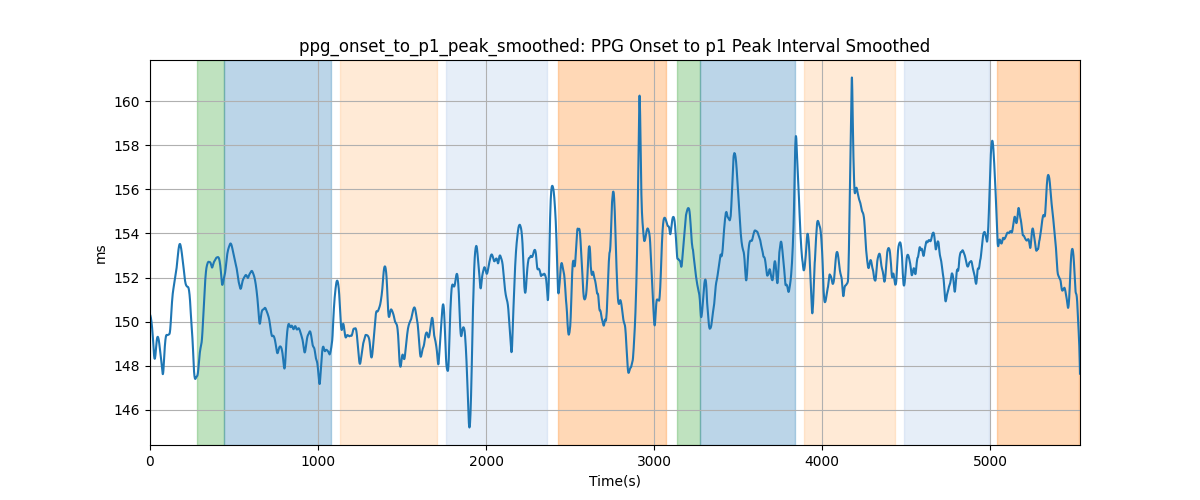 ppg_onset_to_p1_peak_smoothed: PPG Onset to p1 Peak Interval Smoothed
160
158
156
154
152
150
148
146
ms
0 1000 2000 3000 4000 5000
Time(s)